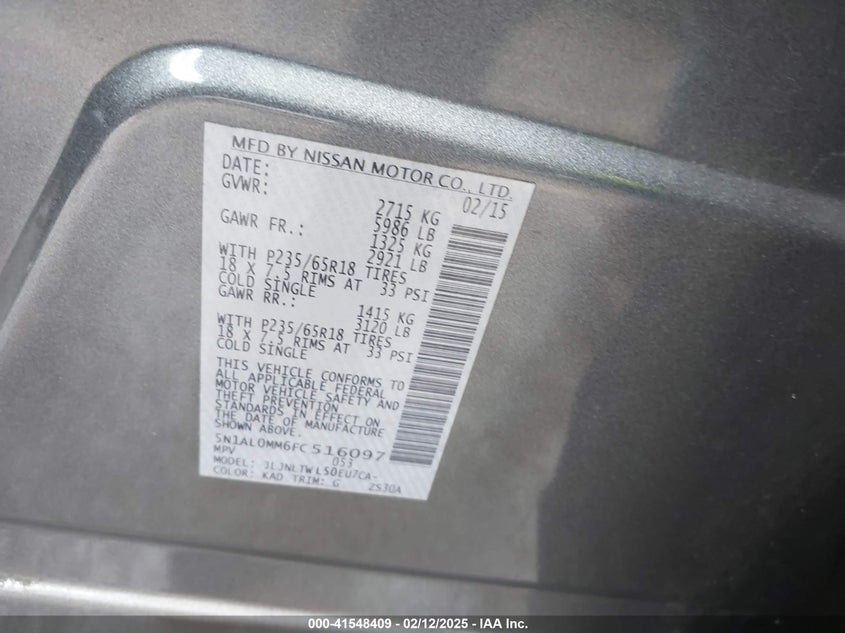 MFD BY NISSAN MOTOR CO., LTD.
DATE: 02/15
GVWR: 2715 KG
5986 LB
GAWR FR.: 1325 KG
2921 LB
WITH P235/65R18 TIRES
18 X 7.5 RIMS AT 33 PSI
COLD SINGLE
GAWR RR.: 1415 KG
3120 LB
WITH P235/65R18 TIRES
18 X 7.5 RIMS AT 33 PSI
COLD SINGLE
THIS VEHICLE CONFORMS TO
ALL APPLICABLE FEDERAL
MOTOR VEHICLE SAFETY AND
THEFT PREVENTION
STANDARDS IN EFFECT ON
THE DATE OF MANUFACTURE
SHOWN ABOVE.
5N1AL0MM6FC516097
MPV 053
MODEL: JLJNLTWL50EU7CA-
COLOR: KAD TRIM: G 2S30A
000-41548409 - 02/12/2025 - IAA Inc.